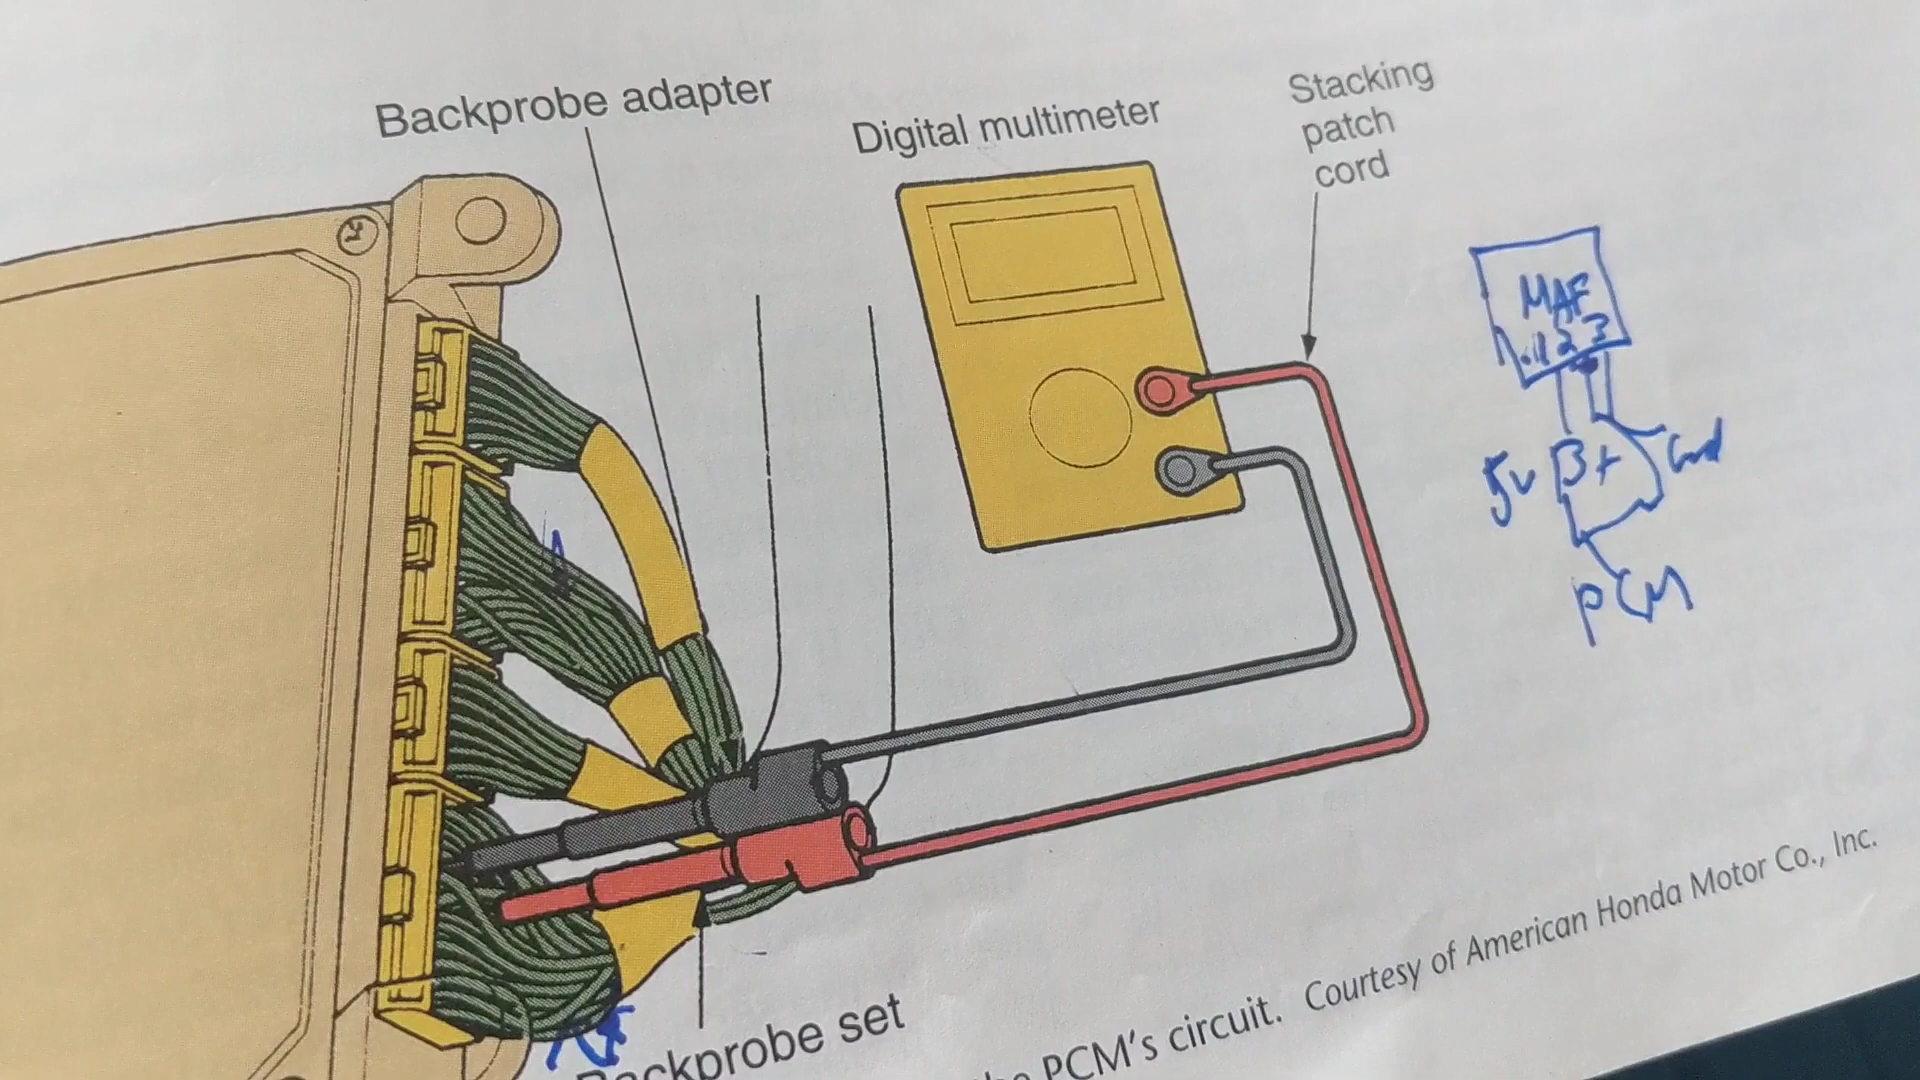 Backprobe adapter
Digital multimeter
Stacking
patch
cord
MAF
1 2 3
5v B+ Gnd
PCM
Backprobe set
the PCM's circuit. Courtesy of American Honda Motor Co., Inc.